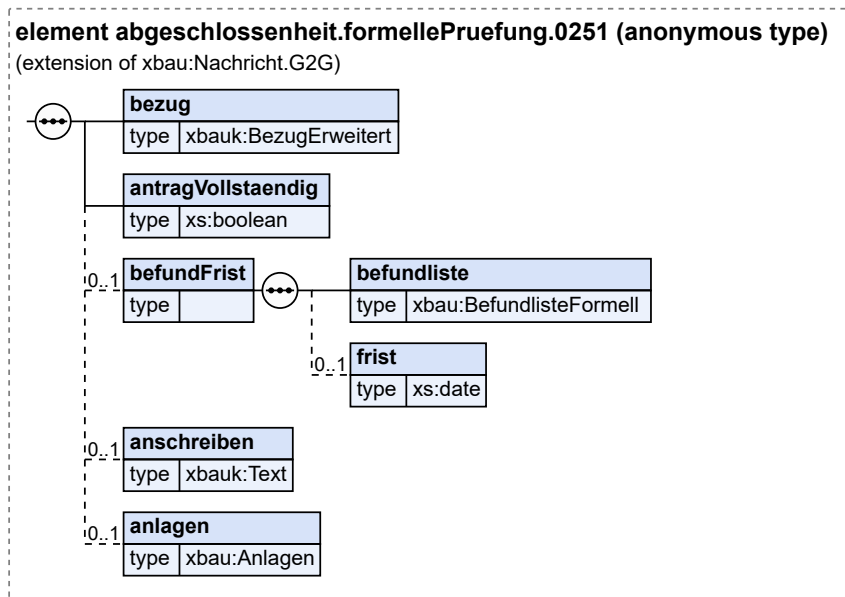 element abgeschlossenheit.formellePruefung.0251 (anonymous type)
(extension of xbau:Nachricht.G2G)
bezug
type xbauk:BezugErweitert
antragVollstaendig
type xs:boolean
0..1 befundFrist
type
befundliste
type xbau:BefundlisteFormell
0..1 frist
type xs:date
0..1 anschreiben
type xbauk:Text
0..1 anlagen
type xbau:Anlagen